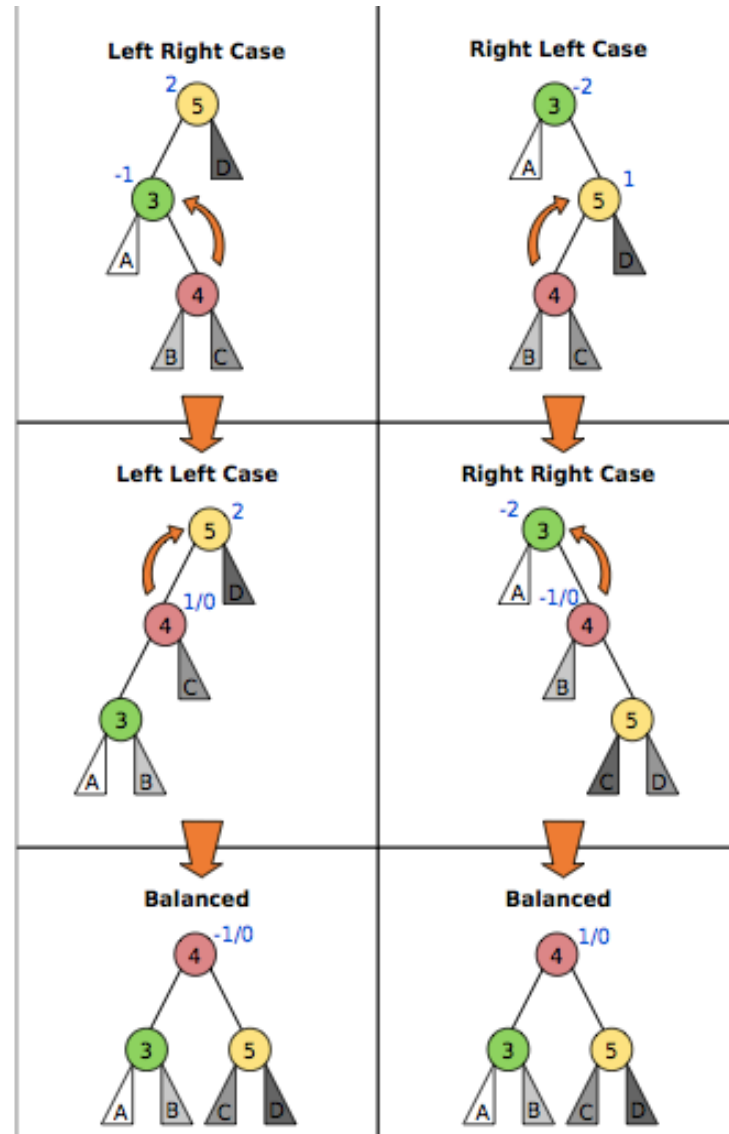 Left Right Case
2
5
D
-1
3
A
4
B C
Right Left Case
-2
3
A
1
5
D
4
B C
Left Left Case
2
5
D
1/0
4
C
3
A B
Right Right Case
-2
3
A
-1/0
4
B
5
C D
Balanced
-1/0
4
3 5
A B C D
Balanced
1/0
4
3 5
A B C D